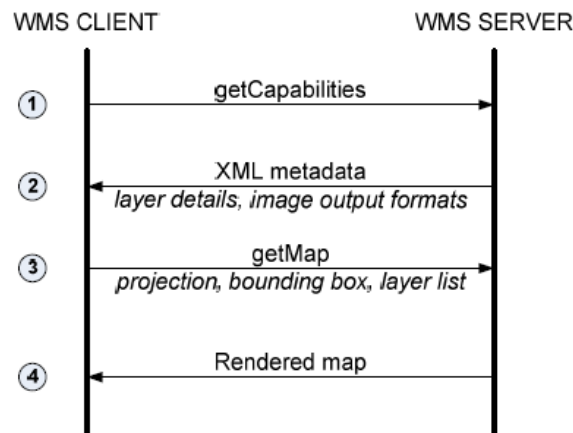 WMS CLIENT WMS SERVER
1 getCapabilities
2 XML metadata
layer details, image output formats
3 getMap
projection, bounding box, layer list
4 Rendered map